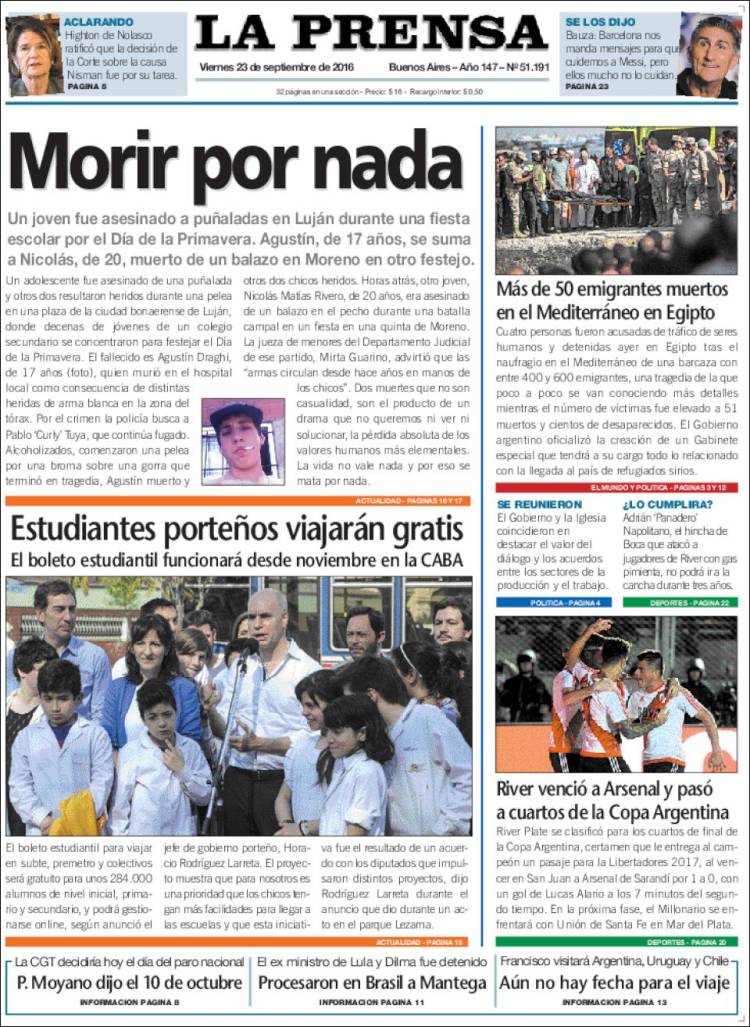 ACLARANDO
Highton de Nolasco
ratificó que la decisión de
la Corte sobre la causa
Nisman fue por su tarea.
PAGINA 5
LA PRENSA
Viernes 23 de septiembre de 2016
Buenos Aires – Año 147 – Nº 51.191
32 páginas en una sección - Precio: $ 18 - Recargo interior: $ 0,50
SE LOS DIJO
Bauza: Barcelona nos
manda mensajes para que
cuidemos a Messi, pero
ellos mucho no lo cuidan.
PAGINA 23
Morir por nada
Un joven fue asesinado a puñaladas en Luján durante una fiesta
escolar por el Día de la Primavera. Agustín, de 17 años, se suma
a Nicolás, de 20, muerto de un balazo en Moreno en otro festejo.
Un adolescente fue asesinado de una puñalada
y otros dos resultaron heridos durante una pelea
en una plaza de la ciudad bonaerense de Luján,
donde decenas de jóvenes de un colegio
secundario se concentraron para festejar el Día
de la Primavera. El fallecido es Agustín Draghi,
de 17 años (foto), quien murió en el hospital
local como consecuencia de distintas
heridas de arma blanca en la zona del
tórax. Por el crimen la policía busca a
Pablo 'Curly' Tuya, que continúa fugado.
Alcoholizados, comenzaron una pelea
por una broma sobre una gorra que
terminó en tragedia, Agustín muerto y
otros dos chicos heridos. Horas atrás, otro joven,
Nicolás Matías Rivero, de 20 años, era asesinado
de un balazo en el pecho durante una batalla
campal en un fiesta en una quinta de Moreno.
La jueza de menores del Departamento Judicial
de ese partido, Mirta Guarino, advirtió que las
"armas circulan desde hace años en manos de
los chicos". Dos muertes que no son
casualidad, son el producto de un
drama que no queremos ni ver ni
solucionar, la pérdida absoluta de los
valores humanos más elementales.
La vida no vale nada y por eso se
mata por nada.
ACTUALIDAD - PAGINAS 16 Y 17
Estudiantes porteños viajarán gratis
El boleto estudiantil funcionará desde noviembre en la CABA
El boleto estudiantil para viajar
en subte, premetro y colectivos
será gratuito para unos 284.000
alumnos de nivel inicial, prima-
rio y secundario, y podrá gestio-
narse online, según anunció el
jefe de gobierno porteño, Hora-
cio Rodríguez Larreta. El proyec-
to muestra que para nosotros es
una prioridad que los chicos ten-
gan más facilidades para llegar a
las escuelas y que esta iniciati-
va fue el resultado de un acuer-
do con los diputados que impul-
saron distintos proyectos, dijo
Rodríguez Larreta durante el
anuncio que dio durante un ac-
to en el parque Lezama.
ACTUALIDAD - PAGINA 19
Más de 50 emigrantes muertos
en el Mediterráneo en Egipto
Cuatro personas fueron acusadas de tráfico de seres
humanos y detenidas ayer en Egipto tras el
naufragio en el Mediterráneo de una barcaza con
entre 400 y 600 emigrantes, una tragedia de la que
poco a poco se van conociendo más detalles
mientras el número de víctimas fue elevado a 51
muertos y cientos de desaparecidos. El Gobierno
argentino oficializó la creación de un Gabinete
especial que tendrá a su cargo todo lo relacionado
con la llegada al país de refugiados sirios.
EL MUNDO Y POLITICA - PAGINAS 3 Y 12
SE REUNIERON
El Gobierno y la Iglesia
coincidieron en
destacar el valor del
diálogo y los acuerdos
entre los sectores de la
producción y el trabajo.
POLITICA - PAGINA 4
¿LO CUMPLIRA?
Adrián 'Panadero'
Napolitano, el hincha de
Boca que atacó a
jugadores de River con gas
pimienta, no podrá ir a la
cancha durante tres años.
DEPORTES - PAGINA 22
River venció a Arsenal y pasó
a cuartos de la Copa Argentina
River Plate se clasificó para los cuartos de final de
la Copa Argentina, certamen que le entrega al cam-
peón un pasaje para la Libertadores 2017, al ven-
cer en San Juan a Arsenal de Sarandí por 1 a 0, con
un gol de Lucas Alario a los 7 minutos del segun-
do tiempo. En la próxima fase, el Millonario se en-
frentará con Unión de Santa Fe en Mar del Plata.
DEPORTES - PAGINA 20
La CGT decidiría hoy el día del paro nacional
P. Moyano dijo el 10 de octubre
INFORMACION PAGINA 8
El ex ministro de Lula y Dilma fue detenido
Procesaron en Brasil a Mantega
INFORMACION PAGINA 11
Francisco visitará Argentina, Uruguay y Chile
Aún no hay fecha para el viaje
INFORMACION PAGINA 13